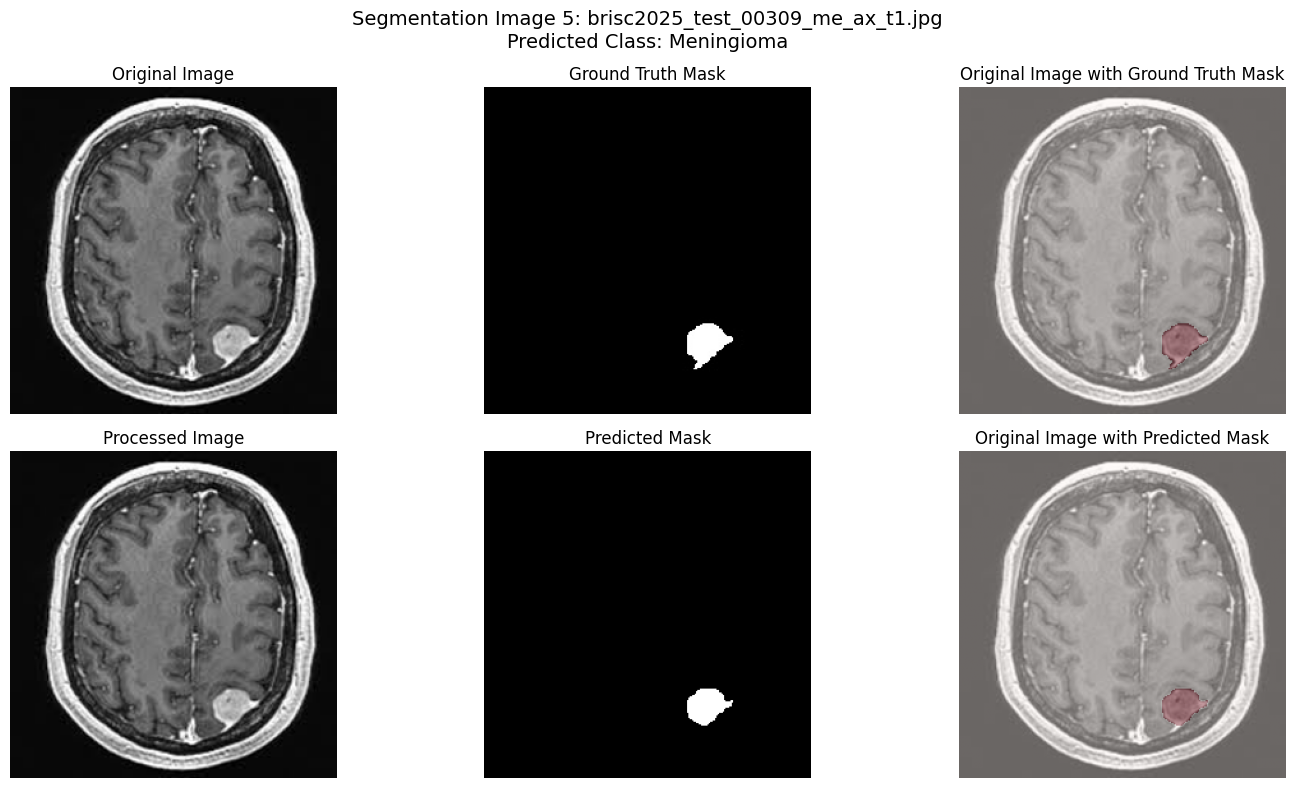 Segmentation Image 5: brisc2025_test_00309_me_ax_t1.jpg
Predicted Class: Meningioma
Original Image
Ground Truth Mask
Original Image with Ground Truth Mask
Processed Image
Predicted Mask
Original Image with Predicted Mask